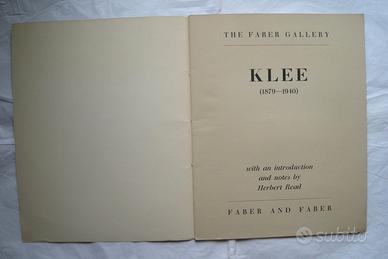 THE FABER GALLERY
KLEE
(1879—1940)
with an introduction
and notes by
Herbert Read
FABER AND FABER
subito